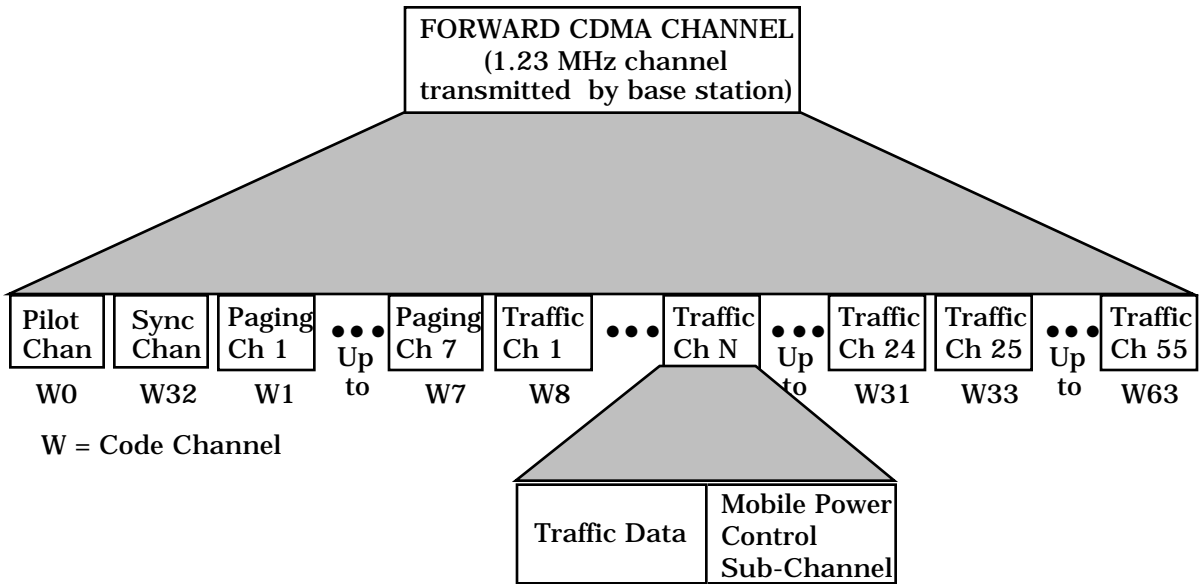 FORWARD CDMA CHANNEL
(1.23 MHz channel
transmitted by base station)
Pilot
Chan
W0
Sync
Chan
W32
Paging
Ch 1
W1
•••
Up
to
Paging
Ch 7
W7
Traffic
Ch 1
W8
•••
Traffic
Ch N
•••
Up
to
Traffic
Ch 24
W31
Traffic
Ch 25
W33
•••
Up
to
Traffic
Ch 55
W63
W = Code Channel
Traffic Data
Mobile Power
Control
Sub-Channel